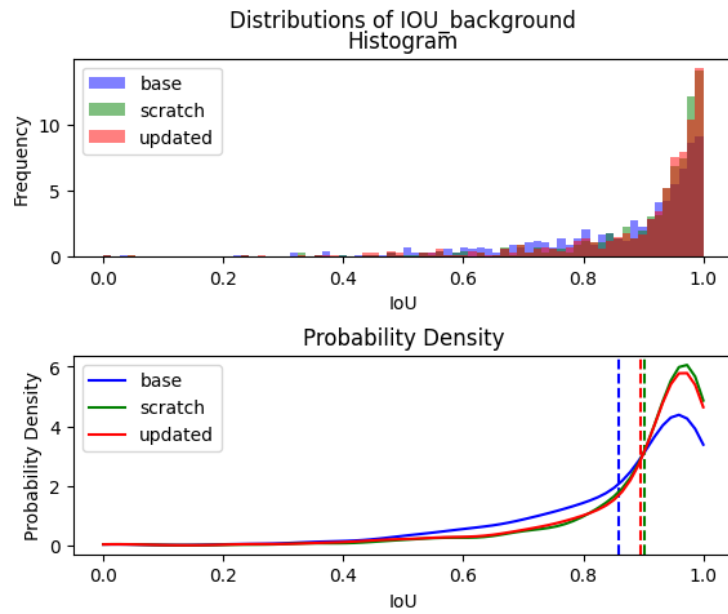 Distributions of IOU_background
Histogram
base
scratch
updated
Frequency
10
5
0
0.0 0.2 0.4 0.6 0.8 1.0
IoU
Probability Density
base
scratch
updated
Probability Density
6
4
2
0
0.0 0.2 0.4 0.6 0.8 1.0
IoU